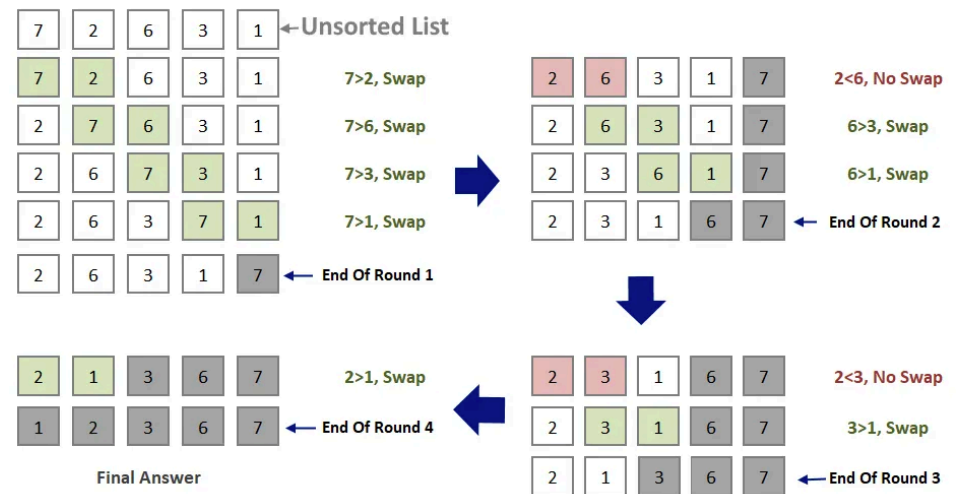 7 2 6 3 1 Unsorted List
7 2 6 3 1 7>2, Swap
2 7 6 3 1 7>6, Swap
2 6 7 3 1 7>3, Swap
2 6 3 7 1 7>1, Swap
2 6 3 1 7 End Of Round 1
2 6 3 1 7 2<6, No Swap
2 6 3 1 7 6>3, Swap
2 3 6 1 7 6>1, Swap
2 3 1 6 7 End Of Round 2
2 3 1 6 7 2<3, No Swap
2 3 1 6 7 3>1, Swap
2 1 3 6 7 End Of Round 3
2 1 3 6 7 2>1, Swap
1 2 3 6 7 End Of Round 4
Final Answer